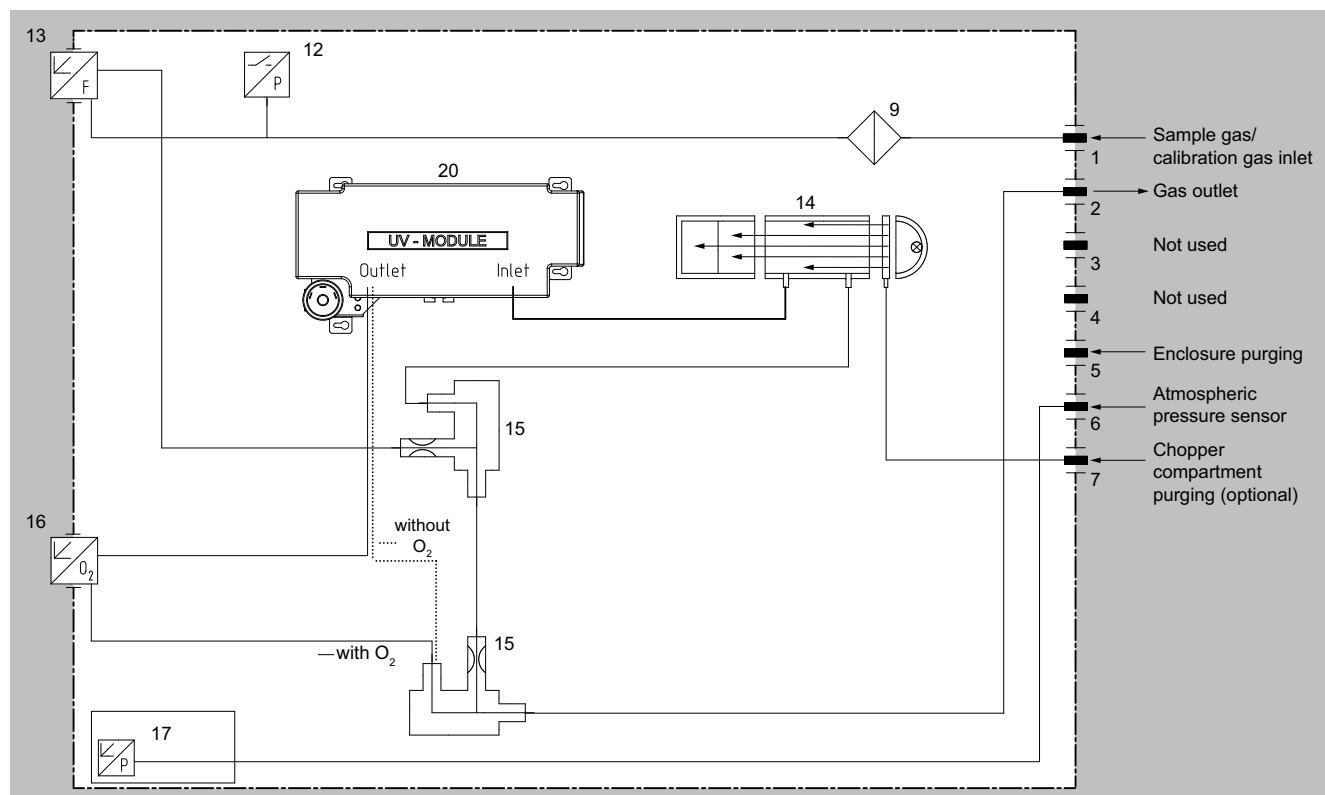 13
F
12
P
9
1
Sample gas/
calibration gas inlet
2
Gas outlet
20
UV - MODULE
Outlet
Inlet
14
3
Not used
4
Not used
5
Enclosure purging
6
Atmospheric
pressure sensor
7
Chopper
compartment
purging (optional)
15
without
O2
16
O2
with O2
15
17
P